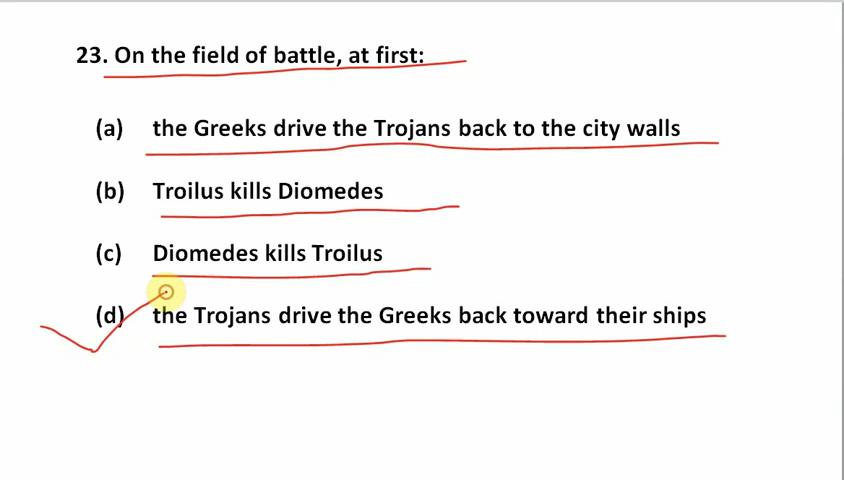 23. On the field of battle, at first:
(a) the Greeks drive the Trojans back to the city walls
(b) Troilus kills Diomedes
(c) Diomedes kills Troilus
(d) the Trojans drive the Greeks back toward their ships